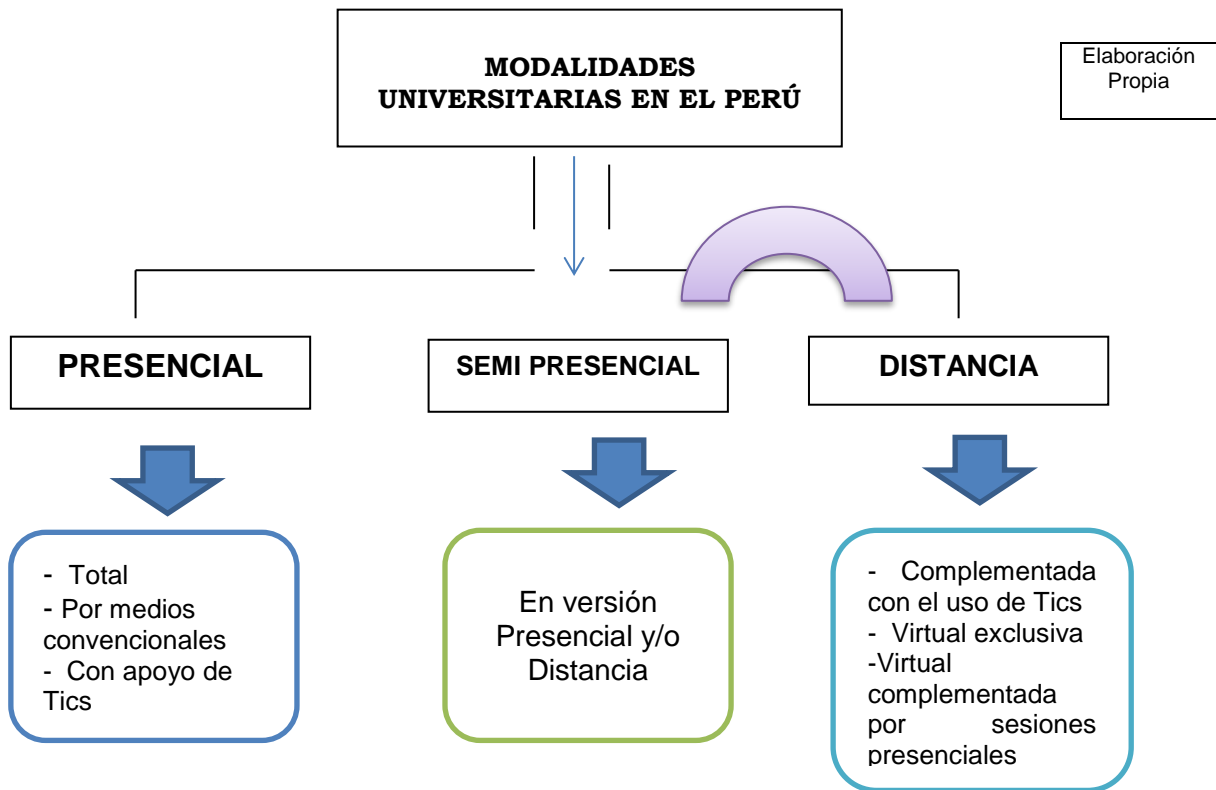 MODALIDADES
UNIVERSITARIAS EN EL PERÚ
Elaboración
Propia
PRESENCIAL
SEMI PRESENCIAL
DISTANCIA
- Total
- Por medios
convencionales
- Con apoyo de
Tics
En versión
Presencial y/o
Distancia
- Complementada
con el uso de Tics
- Virtual exclusiva
-Virtual
complementada
por sesiones
presenciales